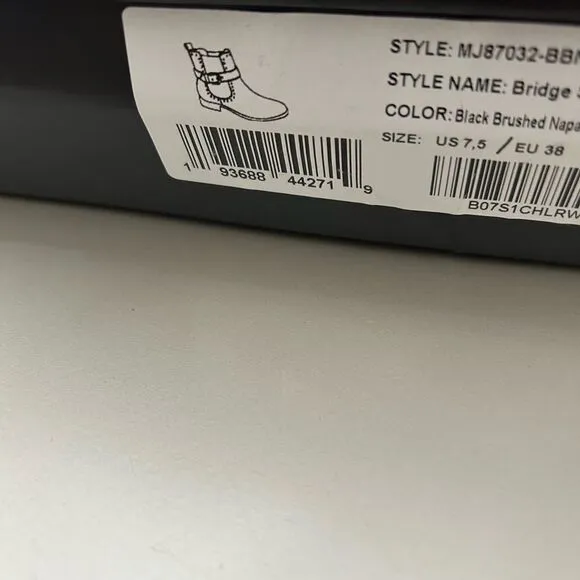 STYLE: MJ87032-BBN
STYLE NAME: Bridge
COLOR: Black Brushed Napa
SIZE: US 7,5 / EU 38
1 93688 44271 9
B07S1CHLRW